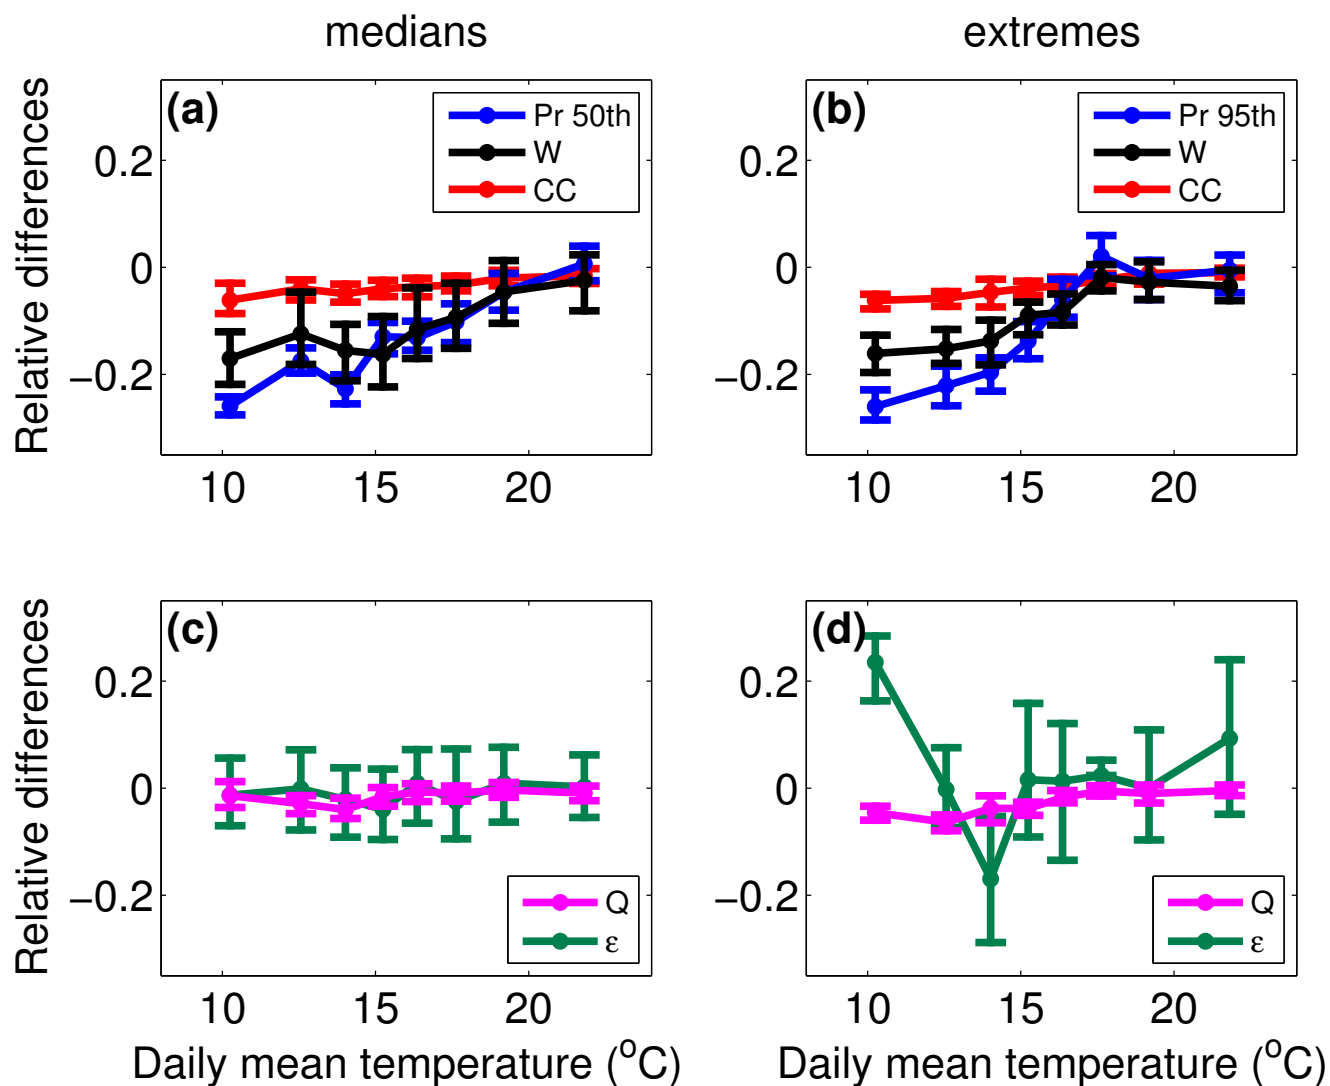 medians
extremes
(a)
Pr 50th
W
CC
Relative differences
0.2
0
−0.2
10
15
20
(b)
Pr 95th
W
CC
0.2
0
−0.2
10
15
20
(c)
Relative differences
0.2
0
−0.2
Q
ε
10
15
20
Daily mean temperature (°C)
(d)
0.2
0
−0.2
Q
ε
10
15
20
Daily mean temperature (°C)